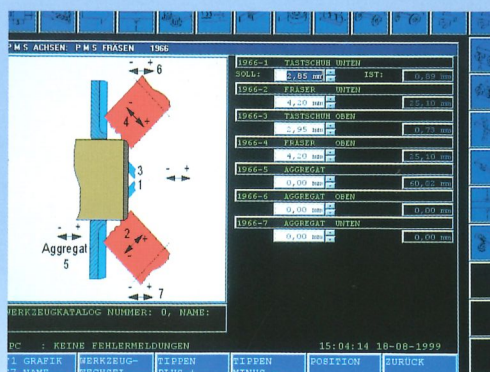 PMS ACHSEN: PMS FRÄSEN 1966
- +
6
4
- +
3
1
- +
- +
Aggregat
5
2
- +
- +
7
1966-1 TASTSCHUH UNTEN
SOLL: 2,85 mm IST: 0,89 mm
1966-2 FRÄSER UNTEN
4,20 mm 25,10 mm
1966-3 TASTSCHUH OBEN
2,95 mm 0,73 mm
1966-4 FRÄSER OBEN
4,20 mm 25,10 mm
1966-5 AGGREGAT
0,00 mm 60,02 mm
1966-6 AGGREGAT OBEN
0,00 mm 0,00 mm
1966-7 AGGREGAT UNTEN
0,00 mm 0,00 mm
WERKZEUGKATALOG NUMMER: 0, NAME:
PC : KEINE FEHLERMELDUNGEN 15:04:14 18-08-1999
F1 GRAFIK WERKZEUG- TIPPEN TIPPEN POSITION ZURÜCK